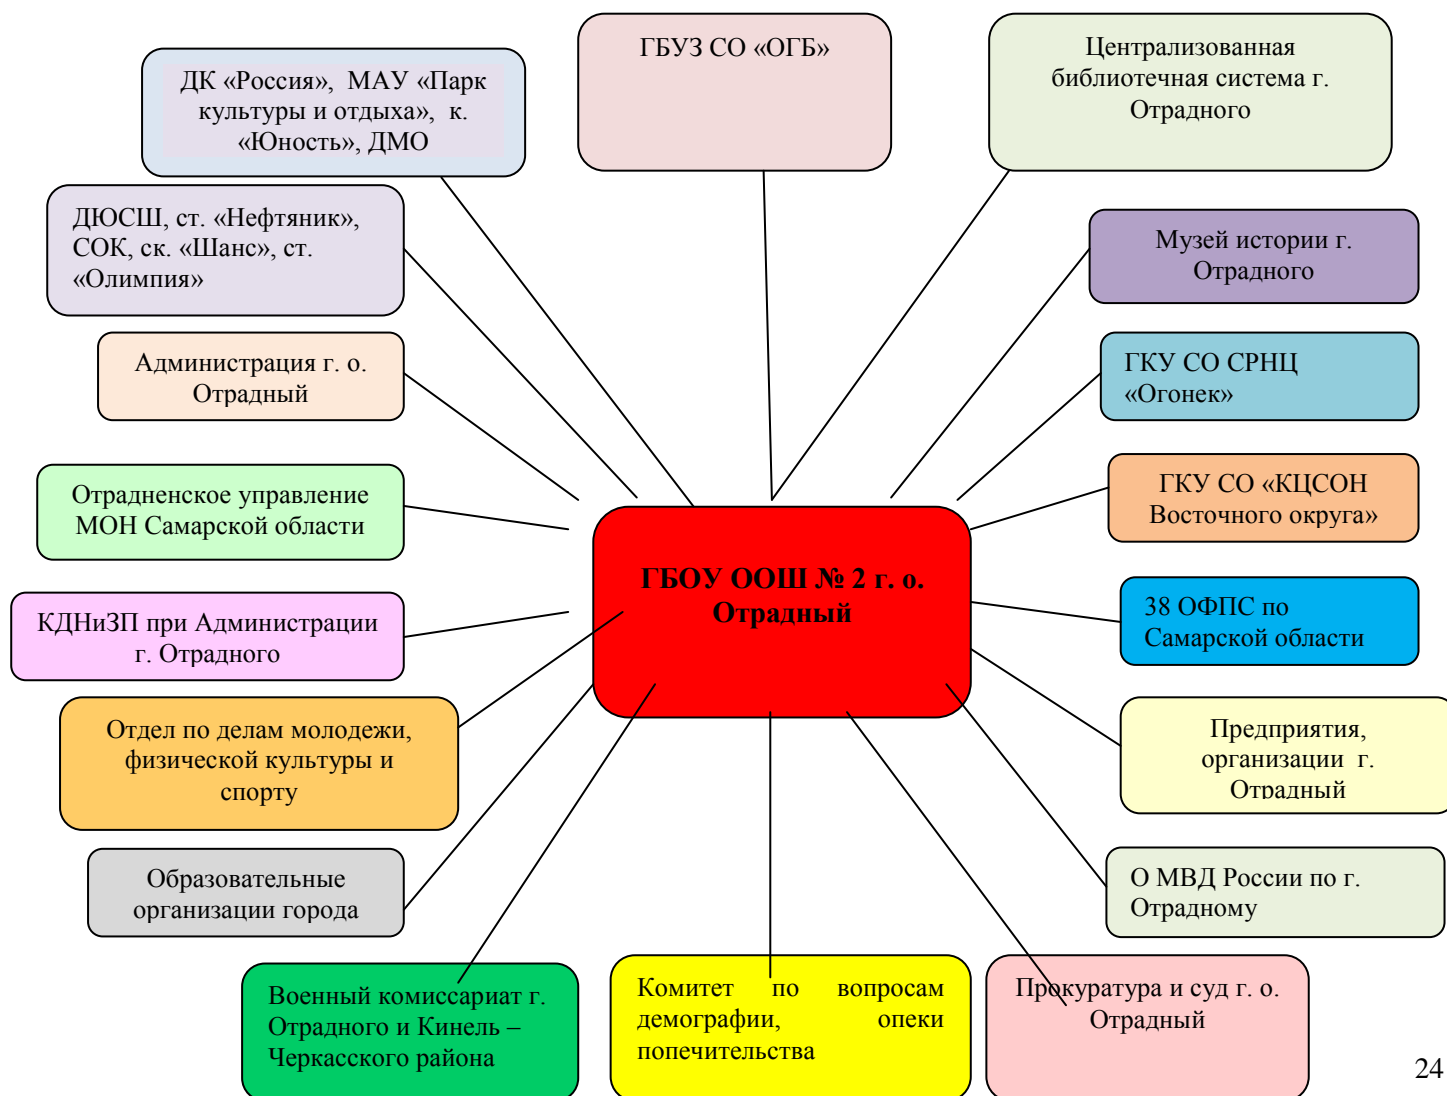 ГБУЗ СО «ОГБ»
Централизованная
библиотечная система г.
Отрадного
ДК «Россия», МАУ «Парк
культуры и отдыха», к.
«Юность», ДМО
ДЮСШ, ст. «Нефтяник»,
СОК, ск. «Шанс», ст.
«Олимпия»
Музей истории г.
Отрадного
Администрация г. о.
Отрадный
ГКУ СО СРНЦ
«Огонек»
Отрадненское управление
МОН Самарской области
ГКУ СО «КЦСОН
Восточного округа»
ГБОУ ООШ № 2 г. о.
Отрадный
КДНиЗП при Администрации
г. Отрадного
38 ОФПС по
Самарской области
Отдел по делам молодежи,
физической культуры и
спорту
Предприятия,
организации г.
Отрадный
Образовательные
организации города
О МВД России по г.
Отрадному
Военный комиссариат г.
Отрадного и Кинель –
Черкасского района
Комитет по вопросам
демографии, опеки
попечительства
Прокуратура и суд г. о.
Отрадный
24